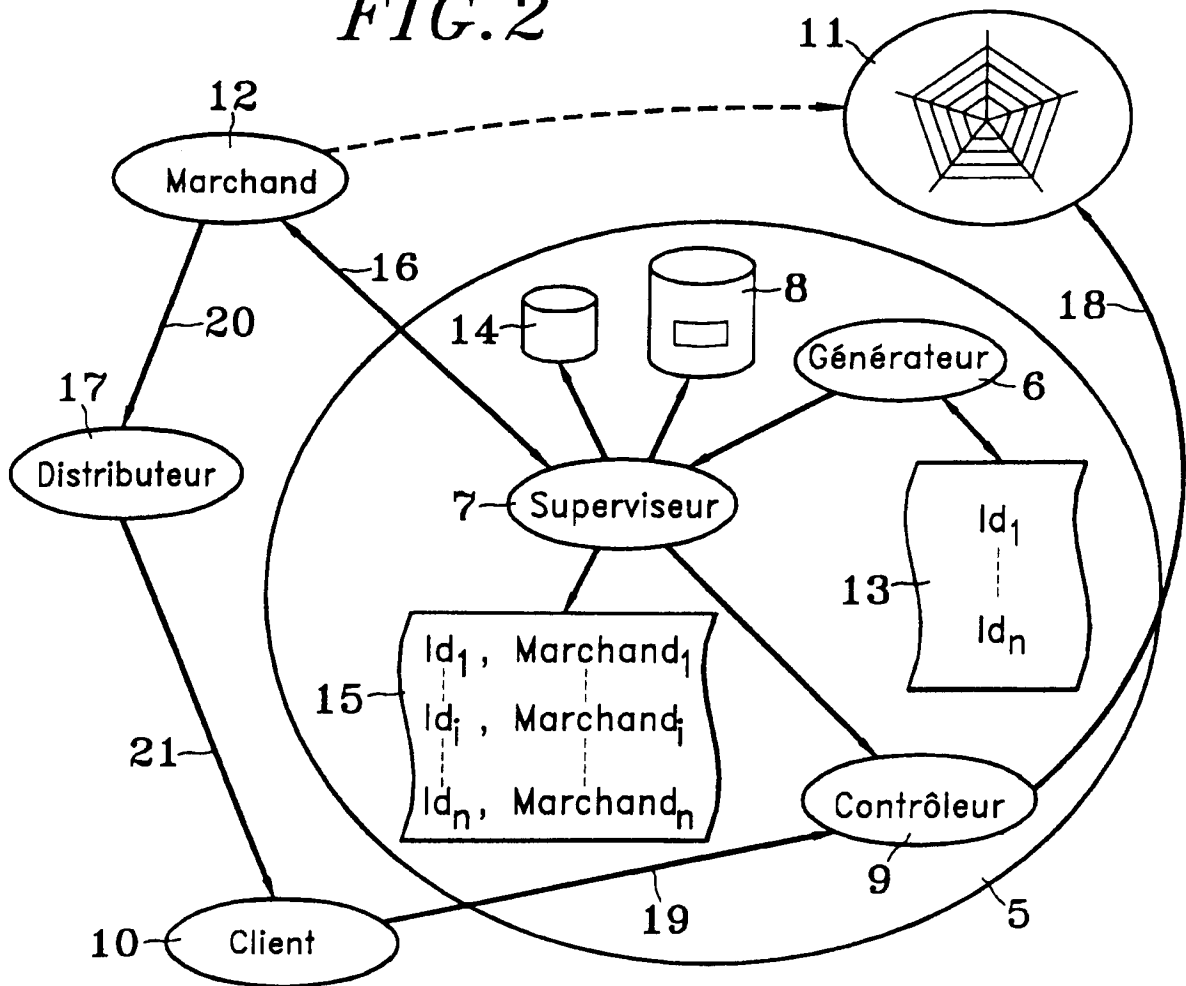 FIG. 2
11
12
Marchand
16
14
8
18
20
Générateur
6
17
Distributeur
7
Superviseur
Id1
13
Idn
15
Id1, Marchand1
Idi, Marchandi
Idn, Marchandn
21
Contrôleur
9
5
19
10
Client